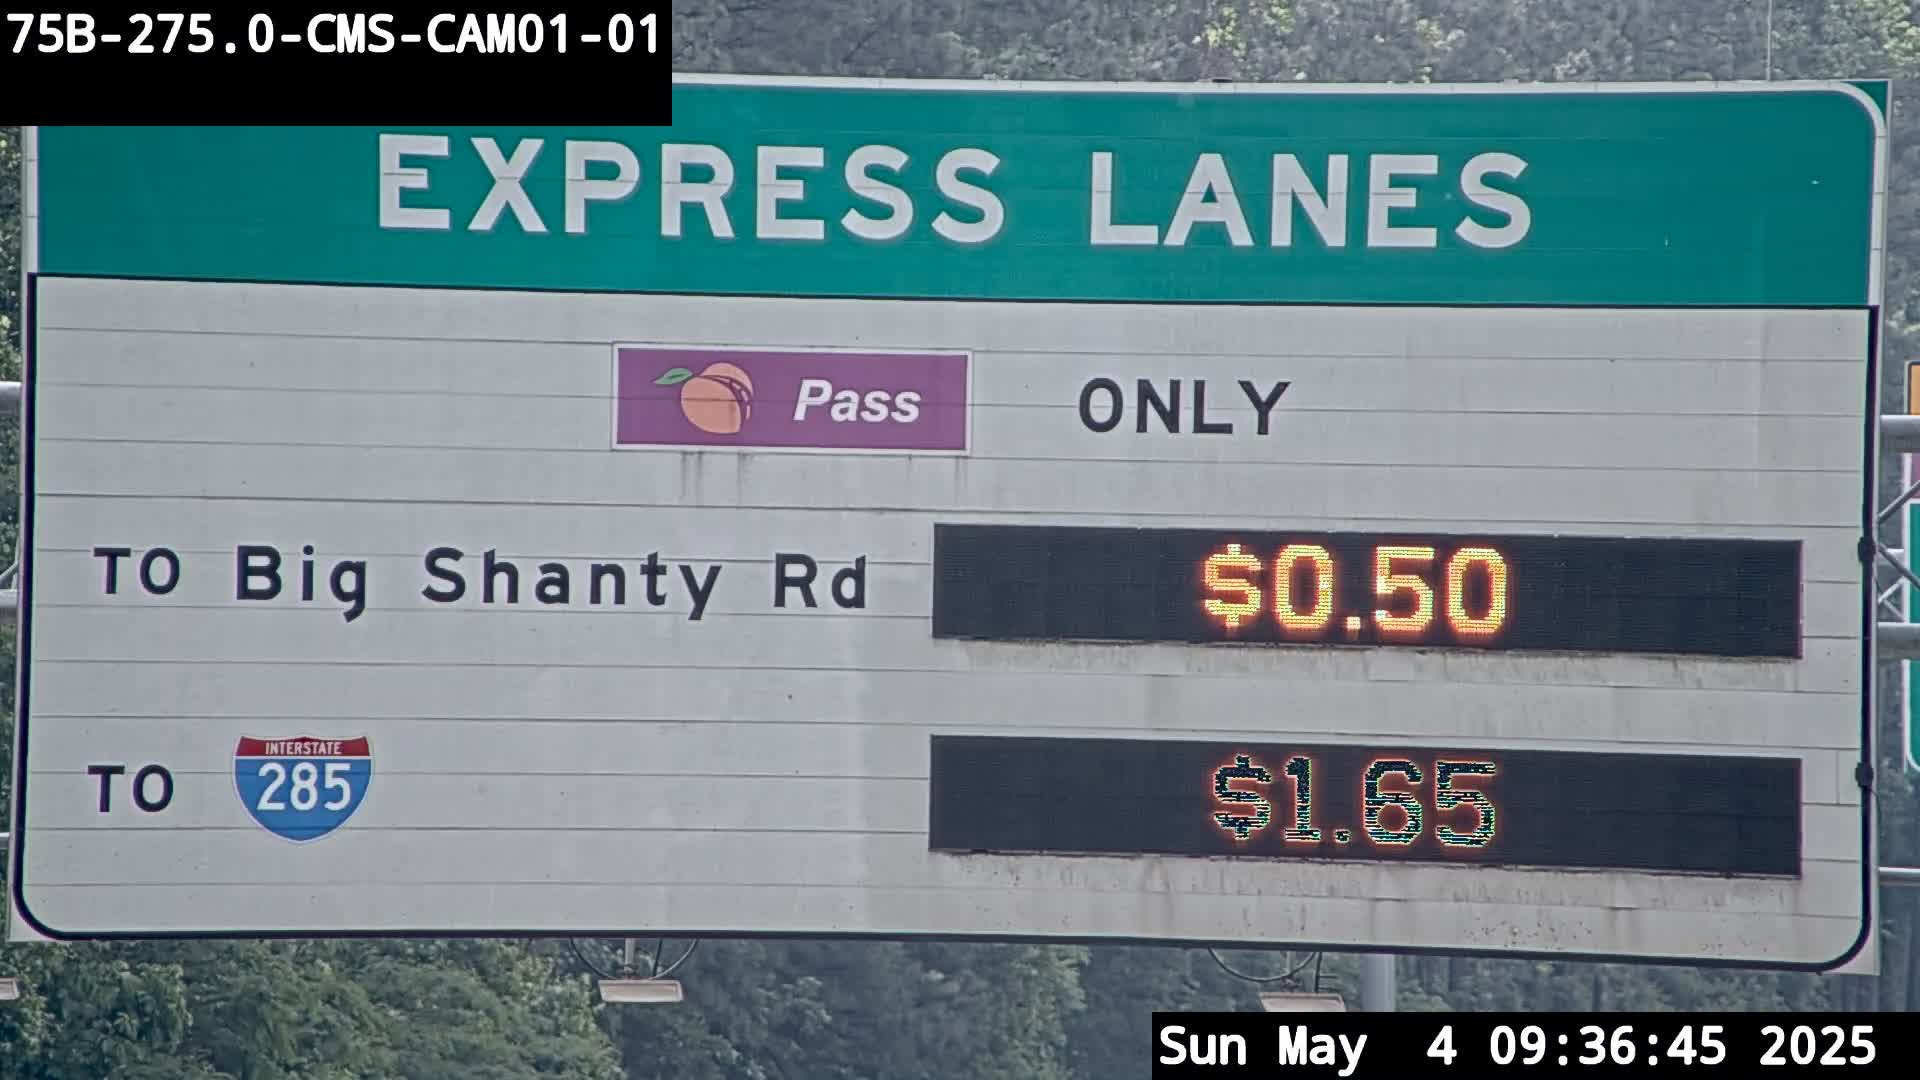 75B-275.0-CMS-CAM01-01
EXPRESS LANES
Pass ONLY
TO Big Shanty Rd $0.50
INTERSTATE
TO 285 $1.65
Sun May 4 09:36:45 2025